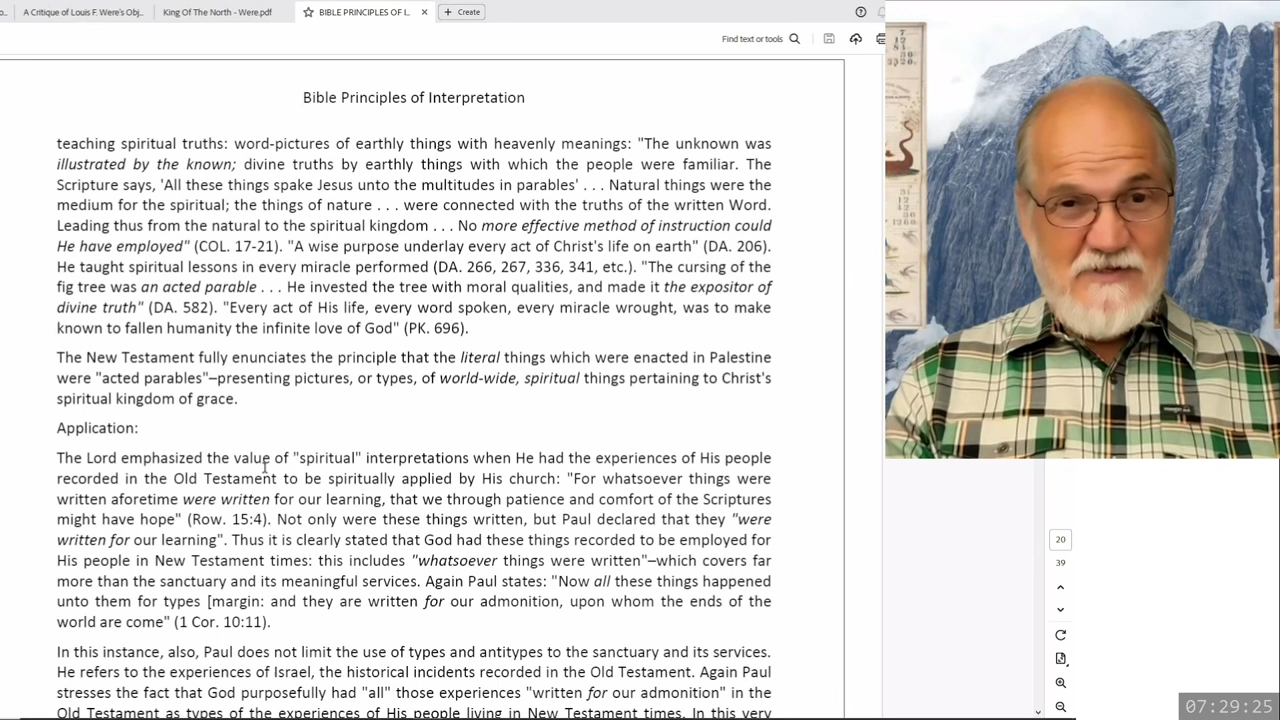 A Critique of Louis F. Were's Obj...
King Of The North - Were.pdf
BIBLE PRINCIPLES OF I...
Create
Find text or tools
Bible Principles of Interpretation
teaching spiritual truths: word-pictures of earthly things with heavenly meanings: "The unknown was
illustrated by the known; divine truths by earthly things with which the people were familiar. The
Scripture says, 'All these things spake Jesus unto the multitudes in parables' . . . Natural things were the
medium for the spiritual; the things of nature . . . were connected with the truths of the written Word.
Leading thus from the natural to the spiritual kingdom . . . No more effective method of instruction could
He have employed" (COL. 17-21). "A wise purpose underlay every act of Christ's life on earth" (DA. 206).
He taught spiritual lessons in every miracle performed (DA. 266, 267, 336, 341, etc.). "The cursing of the
fig tree was an acted parable . . . He invested the tree with moral qualities, and made it the expositor of
divine truth" (DA. 582). "Every act of His life, every word spoken, every miracle wrought, was to make
known to fallen humanity the infinite love of God" (PK. 696).
The New Testament fully enunciates the principle that the literal things which were enacted in Palestine
were "acted parables"–presenting pictures, or types, of world-wide, spiritual things pertaining to Christ's
spiritual kingdom of grace.
Application:
The Lord emphasized the value of "spiritual" interpretations when He had the experiences of His people
recorded in the Old Testament to be spiritually applied by His church: "For whatsoever things were
written aforetime were written for our learning, that we through patience and comfort of the Scriptures
might have hope" (Row. 15:4). Not only were these things written, but Paul declared that they "were
written for our learning". Thus it is clearly stated that God had these things recorded to be employed for
His people in New Testament times: this includes "whatsoever things were written"–which covers far
more than the sanctuary and its meaningful services. Again Paul states: "Now all these things happened
unto them for types [margin: and they are written for our admonition, upon whom the ends of the
world are come" (1 Cor. 10:11).
In this instance, also, Paul does not limit the use of types and antitypes to the sanctuary and its services.
He refers to the experiences of Israel, the historical incidents recorded in the Old Testament. Again Paul
stresses the fact that God purposefully had "all" those experiences "written for our admonition" in the
Old Testament as types of the experiences of His people living in New Testament times. In this very
20
39
07:29:25